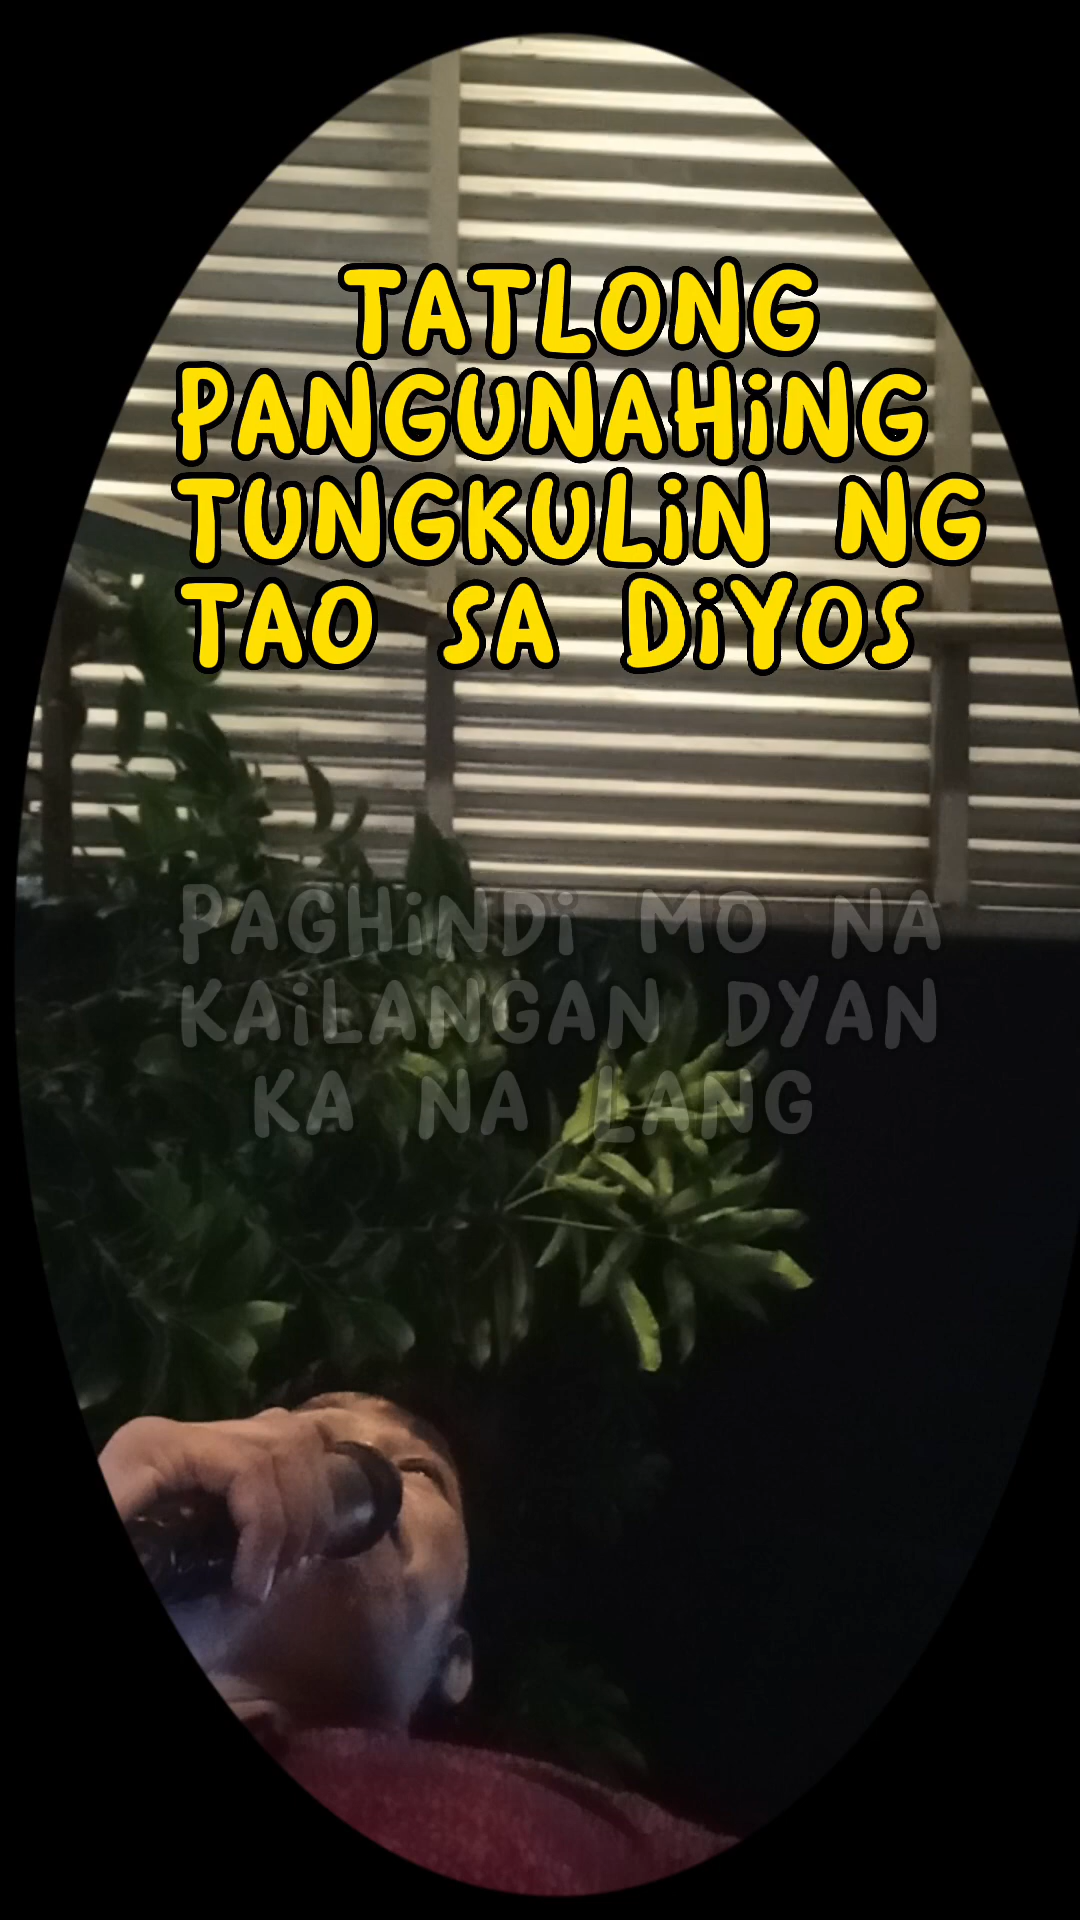 TATLONG
PANGUNAHiNG
TUNGKULiN NG
TAO SA DiYOS
PAGHiNDi MO NA
KAiLANGAN DYAN
KA NA LANG